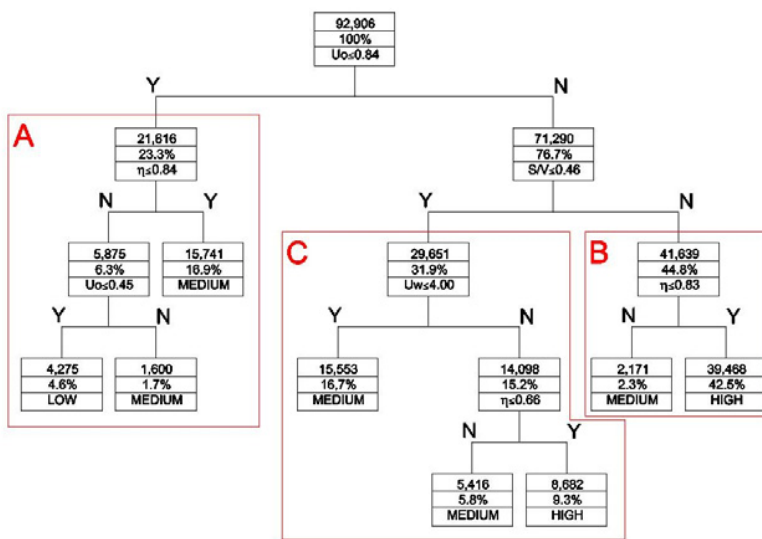 92,906
100%
Uo≤0.84
Y
N
A
21,616
23.3%
η≤0.84
71,290
76.7%
S/V≤0.46
N
Y
Y
N
5,875
6.3%
Uo≤0.45
15,741
16.9%
MEDIUM
C
29,651
31.9%
Uw≤4.00
B
41,639
44.8%
η≤0.83
Y
N
Y
N
N
Y
4,275
4.6%
LOW
1,600
1.7%
MEDIUM
15,553
16,7%
MEDIUM
14,098
15.2%
η≤0.66
2,171
2.3%
MEDIUM
39,468
42.5%
HIGH
N
Y
5,416
5.8%
MEDIUM
8,682
9.3%
HIGH